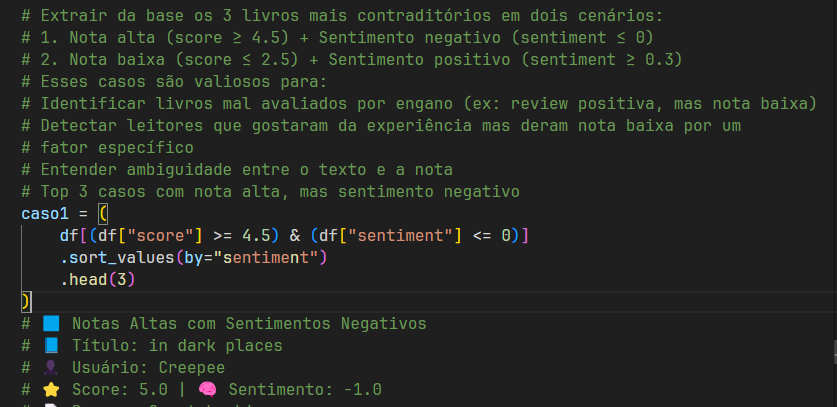 # Extrair da base os 3 livros mais contraditórios em dois cenários:
# 1. Nota alta (score ≥ 4.5) + Sentimento negativo (sentiment ≤ 0)
# 2. Nota baixa (score ≤ 2.5) + Sentimento positivo (sentiment ≥ 0.3)
# Esses casos são valiosos para:
# Identificar livros mal avaliados por engano (ex: review positiva, mas nota baixa)
# Detectar leitores que gostaram da experiência mas deram nota baixa por um
# fator específico
# Entender ambiguidade entre o texto e a nota
# Top 3 casos com nota alta, mas sentimento negativo
caso1 = (
    df[(df["score"] >= 4.5) & (df["sentiment"] <= 0)]
    .sort_values(by="sentiment")
    .head(3)
)
# 🟦 Notas Altas com Sentimentos Negativos
# 📘 Título: in dark places
# 👤 Usuário: Creepee
# ⭐ Score: 5.0 | 🧠 Sentimento: -1.0